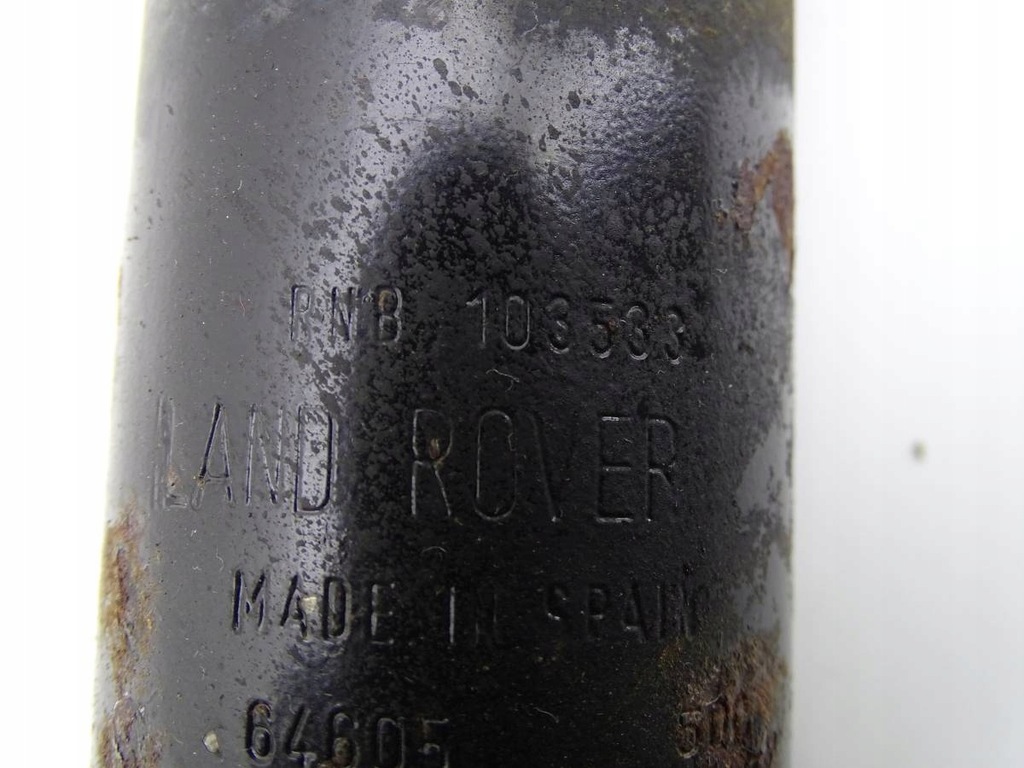 RNB 103533
LAND ROVER
MADE IN SPAIN
64605